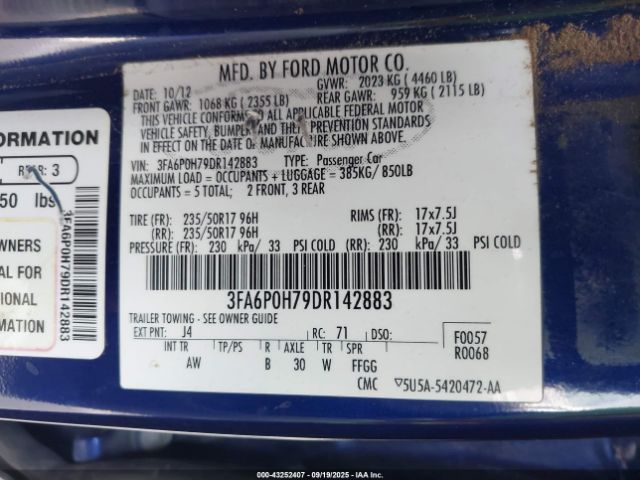 ORMATION
R: 3
50 lbs
WNERS
AL FOR
IONAL
MATION
3FA6P0H79DR142883
MFD. BY FORD MOTOR CO.
DATE: 10/12 GVWR: 2023 KG ( 4460 LB)
FRONT GAWR: 1068 KG ( 2355 LB) REAR GAWR: 959 KG ( 2115 LB)
THIS VEHICLE CONFORMS TO ALL APPLICABLE FEDERAL MOTOR
VEHICLE SAFETY, BUMPER AND THEFT PREVENTION STANDARDS
IN EFFECT ON THE DATE OF MANUFACTURE SHOWN ABOVE.
VIN: 3FA6P0H79DR142883 TYPE: Passenger Car
MAXIMUM LOAD = OCCUPANTS + LUGGAGE = 385KG/ 850LB
OCCUPANTS = 5 TOTAL; 2 FRONT, 3 REAR
TIRE (FR): 235/50R17 96H RIMS (FR): 17x7.5J
(RR): 235/50R17 96H (RR): 17x7.5J
PRESSURE (FR): 230 kPa/ 33 PSI COLD (RR): 230 kPa/ 33 PSI COLD
3FA6P0H79DR142883
TRAILER TOWING - SEE OWNER GUIDE
EXT PNT: J4 RC: 71 DSO: F0057
R0068
INT TR TP/PS R AXLE TR SPR
AW B 30 W FFGG
CMC 5U5A-5420472-AA
000-43252407 - 09/19/2025 - IAAI.COM